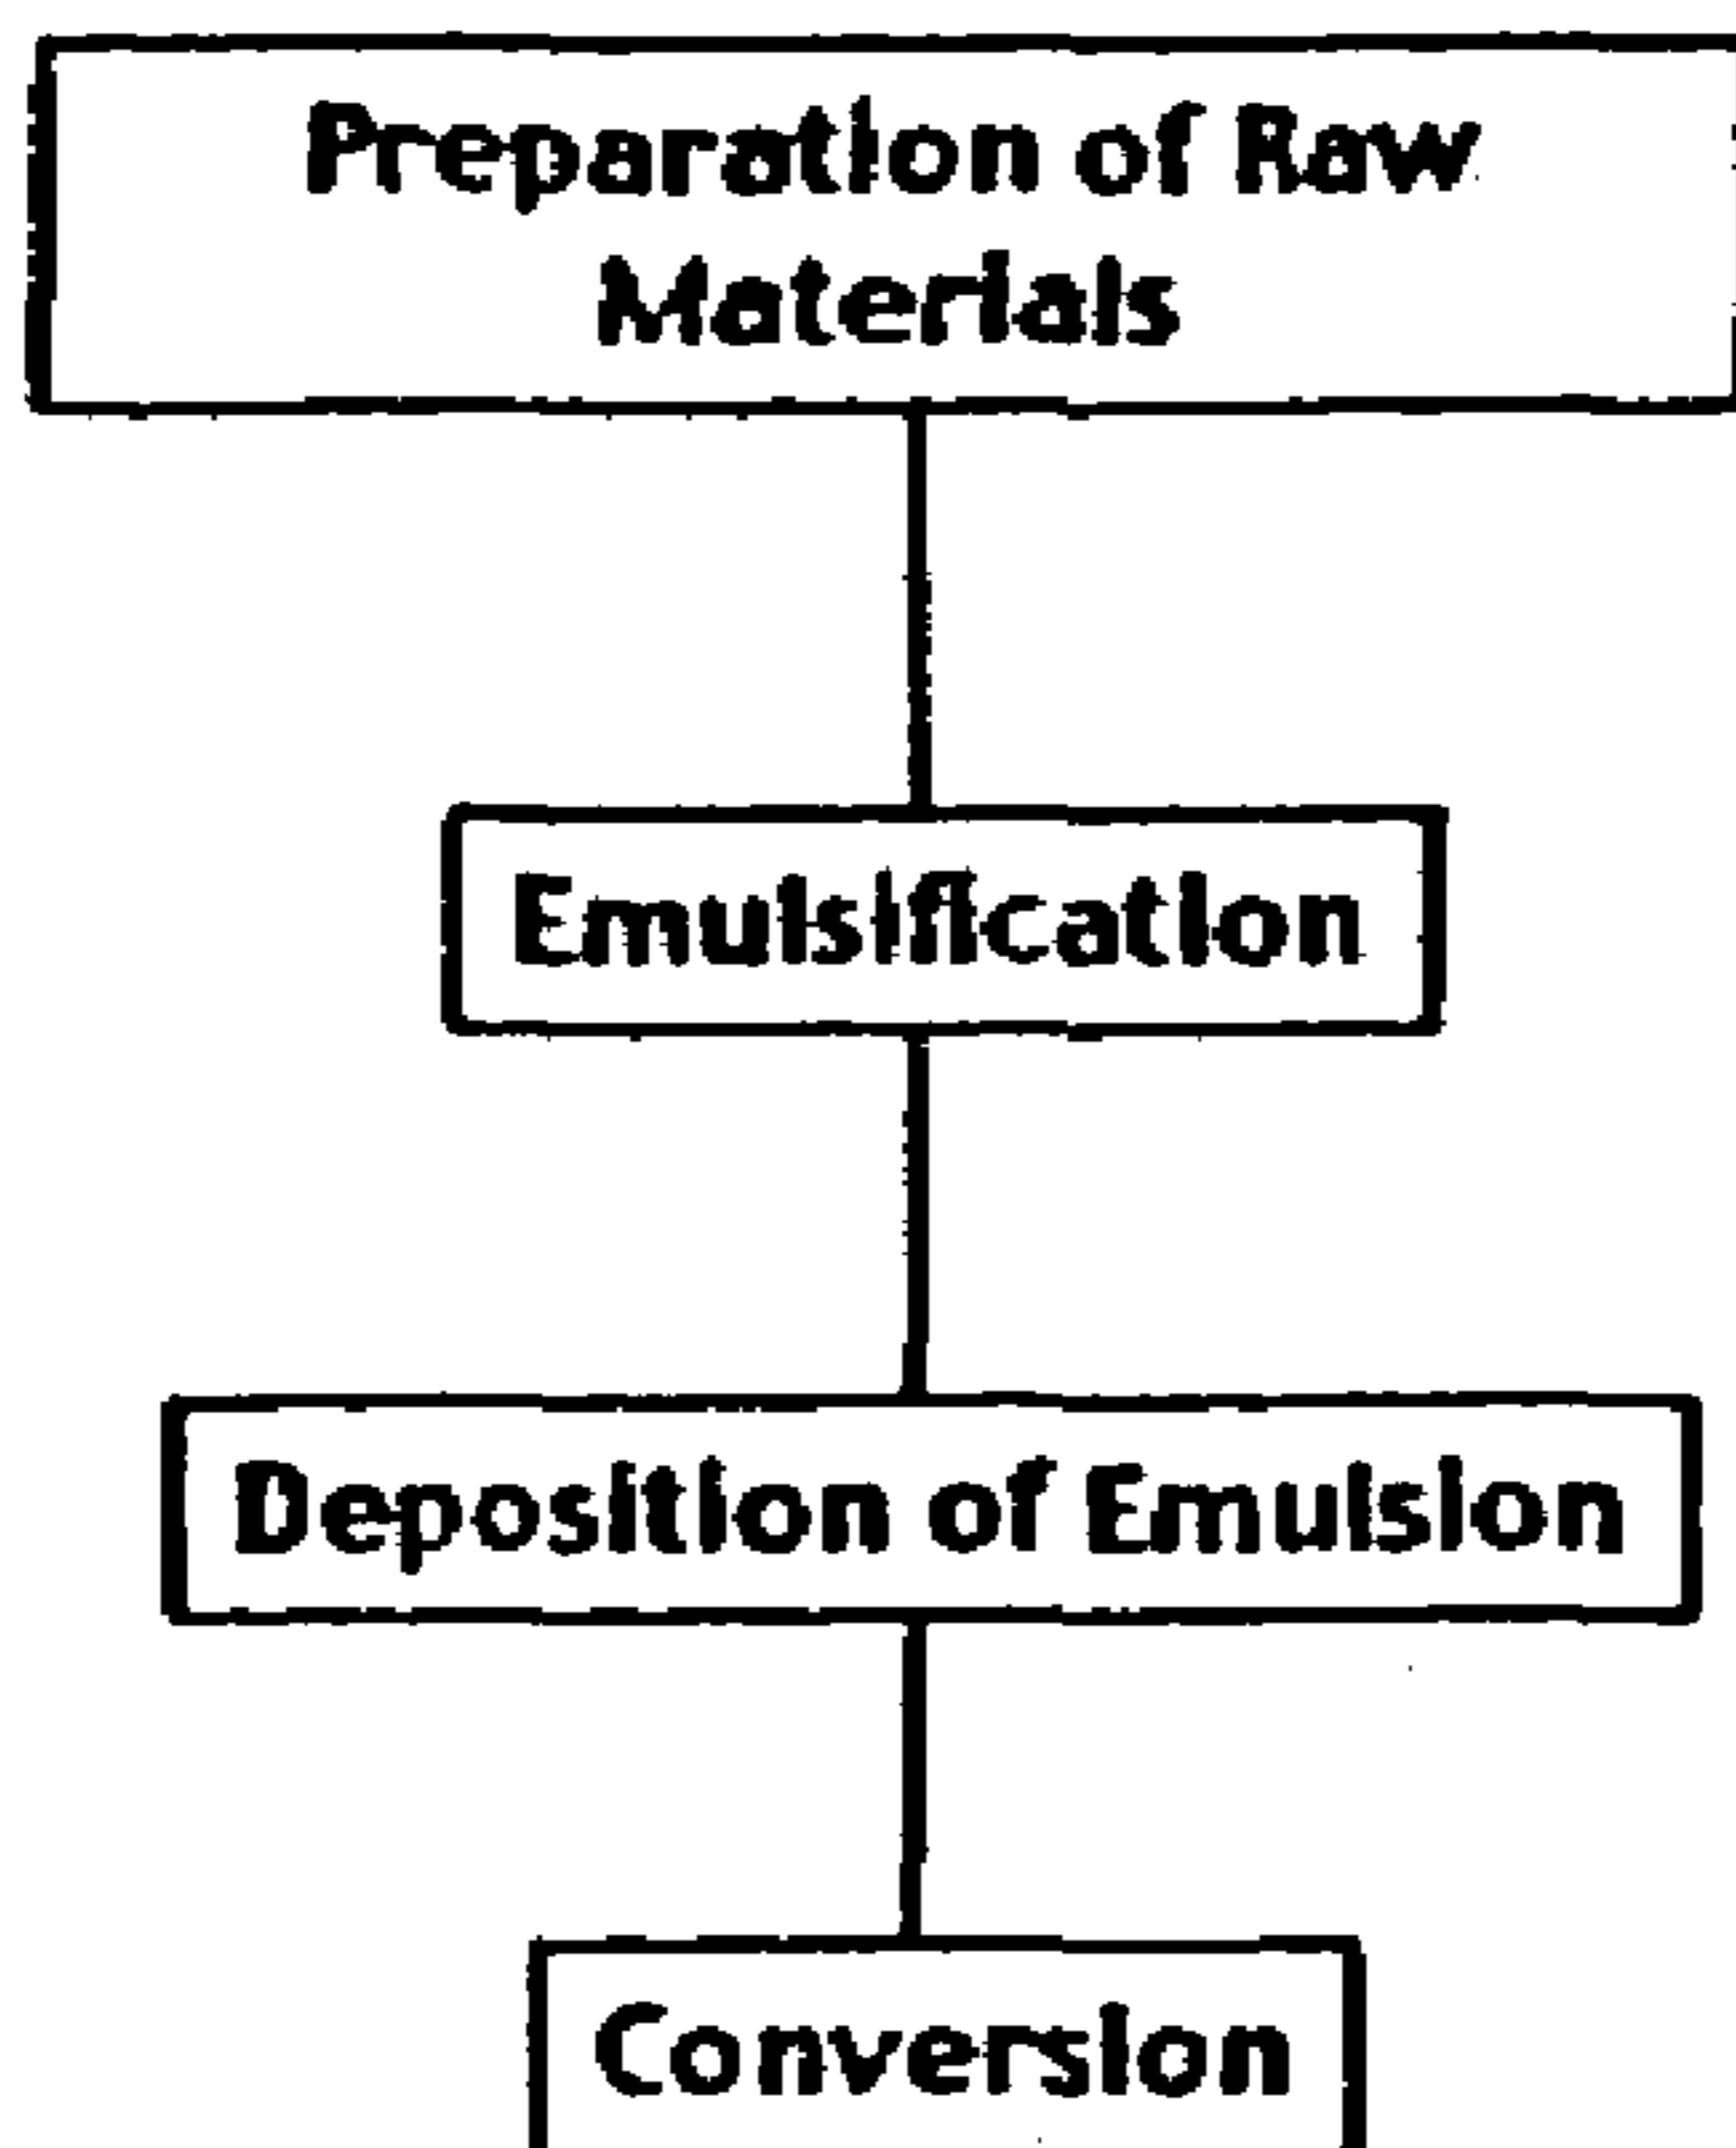 Preparation of Raw
Materials
Emulsification
Deposition of Emulsion
Conversion